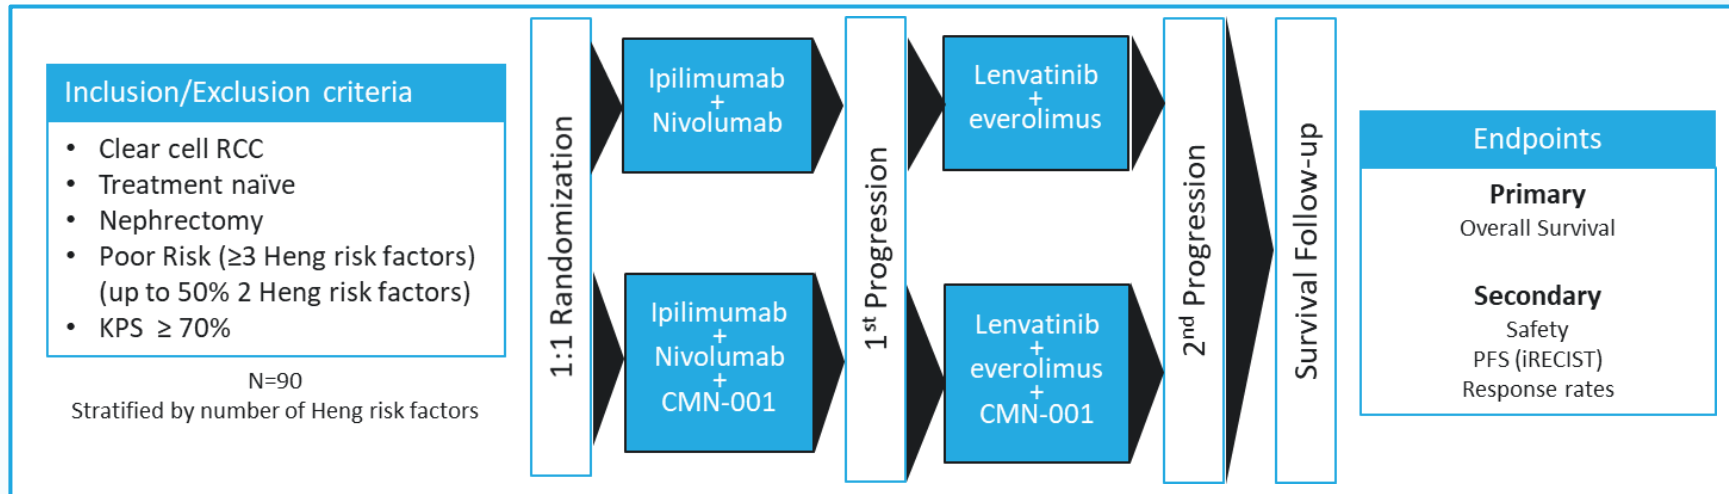 Inclusion/Exclusion criteria
• Clear cell RCC
• Treatment naïve
• Nephrectomy
• Poor Risk (≥3 Heng risk factors)
(up to 50% 2 Heng risk factors)
• KPS ≥ 70%
N=90
Stratified by number of Heng risk factors
1:1 Randomization
Ipilimumab
+
Nivolumab
Ipilimumab
+
Nivolumab
+
CMN-001
1st Progression
Lenvatinib
+
everolimus
Lenvatinib
+
everolimus
+
CMN-001
2nd Progression
Survival Follow-up
Endpoints
Primary
Overall Survival
Secondary
Safety
PFS (iRECIST)
Response rates